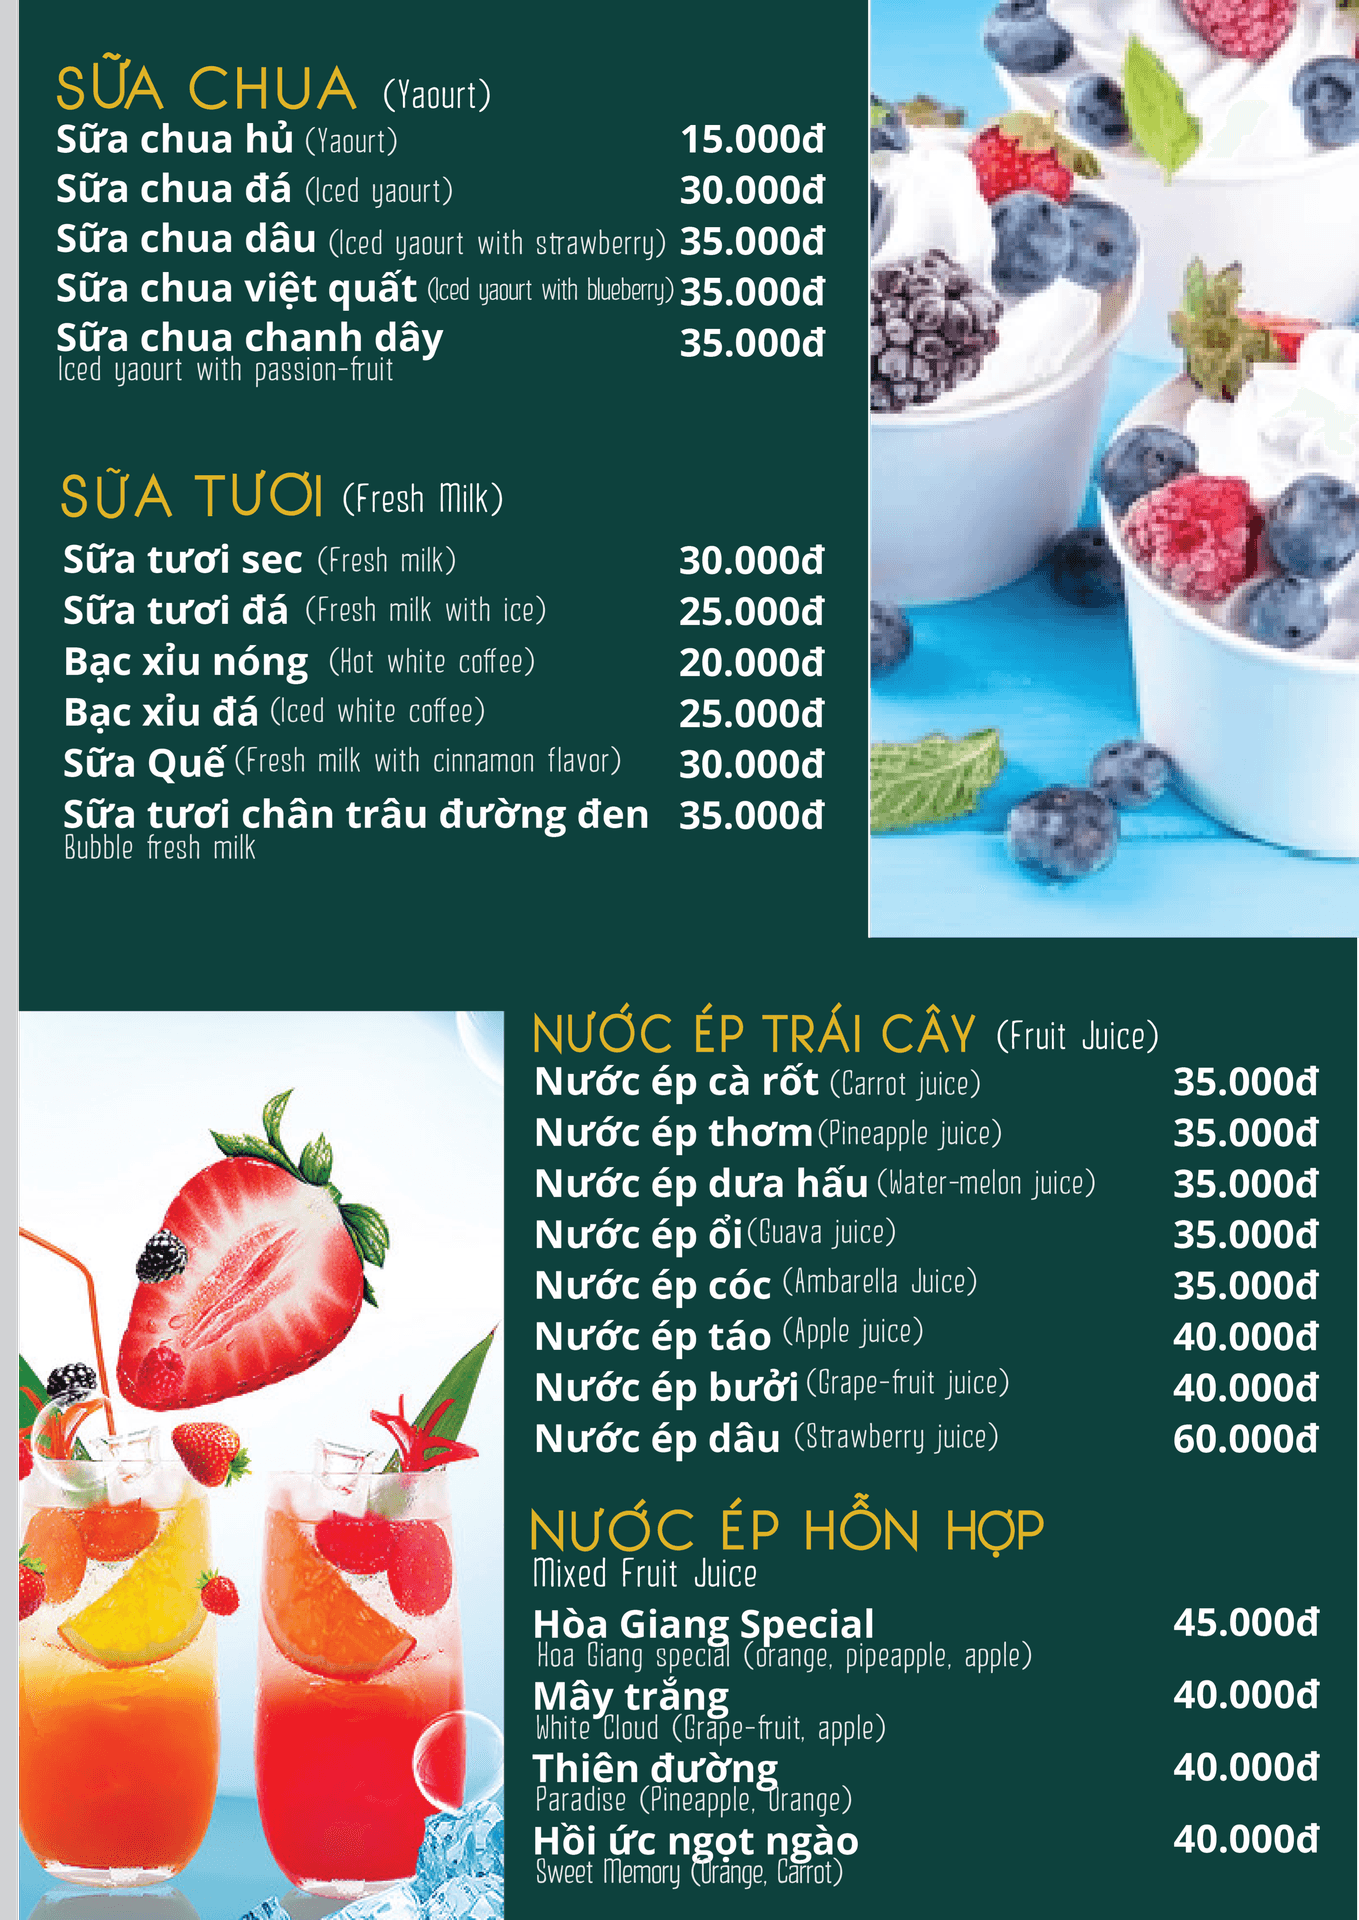 SỮA CHUA (Yaourt)
Sữa chua hủ (Yaourt) 15.000đ
Sữa chua đá (Iced yaourt) 30.000đ
Sữa chua dâu (Iced yaourt with strawberry) 35.000đ
Sữa chua việt quất (Iced yaourt with blueberry) 35.000đ
Sữa chua chanh dây 35.000đ
Iced yaourt with passion-fruit
SỮA TƯƠI (Fresh Milk)
Sữa tươi sec (Fresh milk) 30.000đ
Sữa tươi đá (Fresh milk with ice) 25.000đ
Bạc xỉu nóng (Hot white coffee) 20.000đ
Bạc xỉu đá (Iced white coffee) 25.000đ
Sữa Quế (Fresh milk with cinnamon flavor) 30.000đ
Sữa tươi chân trâu đường đen 35.000đ
Bubble fresh milk
NƯỚC ÉP TRÁI CÂY (Fruit Juice)
Nước ép cà rốt (Carrot juice) 35.000đ
Nước ép thơm (Pineapple juice) 35.000đ
Nước ép dưa hấu (Water-melon juice) 35.000đ
Nước ép ổi (Guava juice) 35.000đ
Nước ép cóc (Ambarella Juice) 35.000đ
Nước ép táo (Apple juice) 40.000đ
Nước ép bưởi (Grape-fruit juice) 40.000đ
Nước ép dâu (Strawberry juice) 60.000đ
NƯỚC ÉP HỖN HỢP
Mixed Fruit Juice
Hòa Giang Special 45.000đ
Hoa Giang special (orange, pipeapple, apple)
Mây trắng 40.000đ
White Cloud (Grape-fruit, apple)
Thiên đường 40.000đ
Paradise (Pineapple, Orange)
Hồi ức ngọt ngào 40.000đ
Sweet Memory (Orange, Carrot)